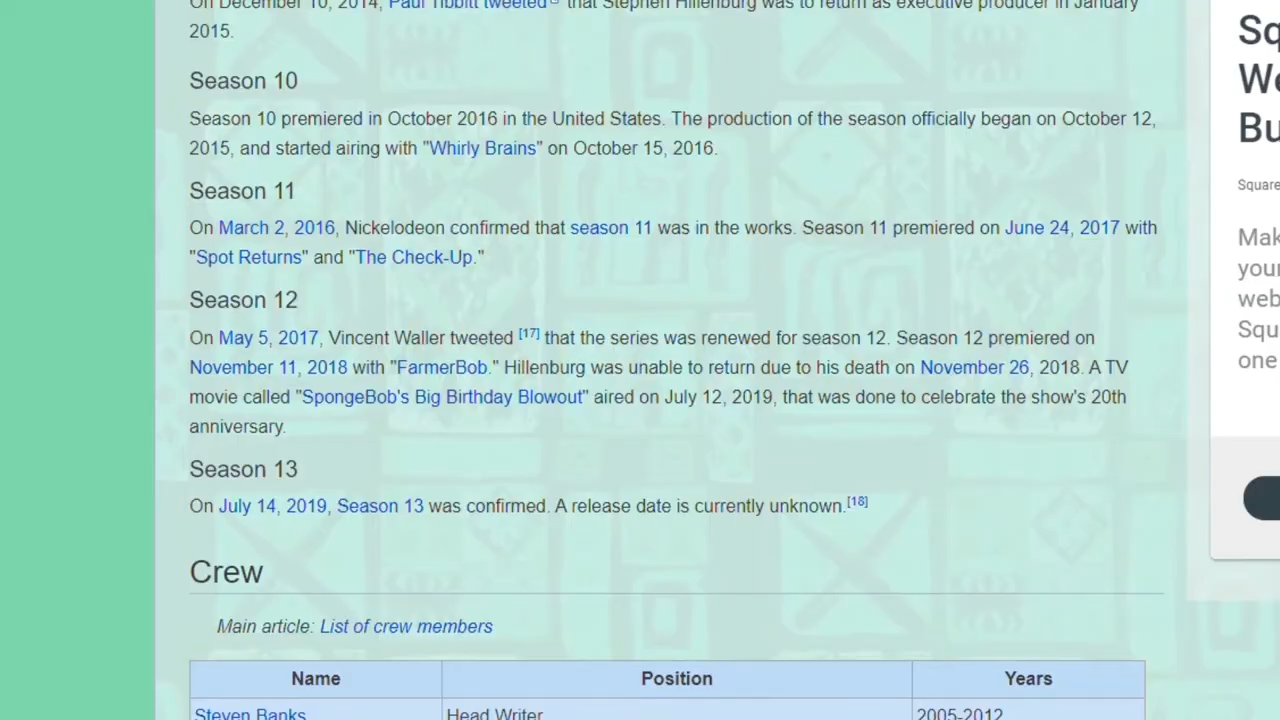 On December 10, 2014, Paul Tibbitt tweeted that Stephen Hillenburg was to return as executive producer in January
2015.
Season 10
Season 10 premiered in October 2016 in the United States. The production of the season officially began on October 12,
2015, and started airing with "Whirly Brains" on October 15, 2016.
Season 11
On March 2, 2016, Nickelodeon confirmed that season 11 was in the works. Season 11 premiered on June 24, 2017 with
"Spot Returns" and "The Check-Up."
Season 12
On May 5, 2017, Vincent Waller tweeted [17] that the series was renewed for season 12. Season 12 premiered on
November 11, 2018 with "FarmerBob." Hillenburg was unable to return due to his death on November 26, 2018. A TV
movie called "SpongeBob's Big Birthday Blowout" aired on July 12, 2019, that was done to celebrate the show's 20th
anniversary.
Season 13
On July 14, 2019, Season 13 was confirmed. A release date is currently unknown.[18]
Crew
Main article: List of crew members
Name Position Years
Steven Banks Head Writer 2005-2012
Sq
We
Bu
Square
Mak
your
web
Squ
one